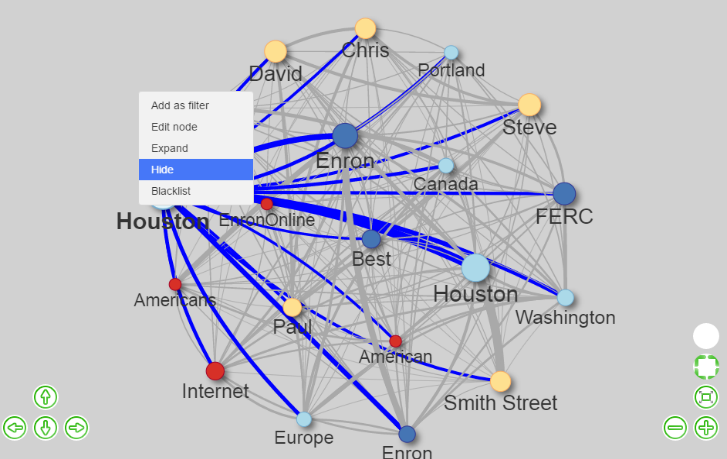 Chris
David
Portland
Add as filter
Edit node
Expand
Hide
Blacklist
Steve
Enron
Canada
Houston
EnronOnline
FERC
Best
Houston
Americans
Washington
Paul
American
Internet
Smith Street
Europe
Enron